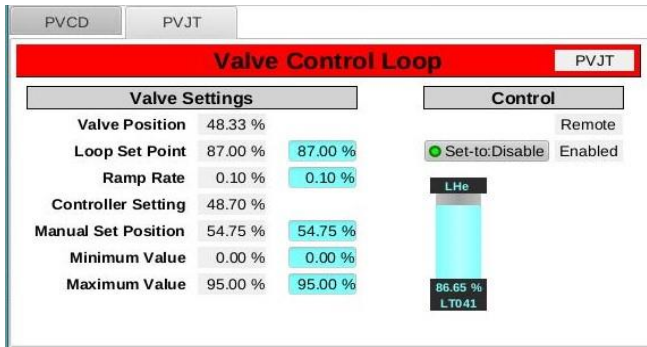 PVCD PVJT
Valve Control Loop PVJT
Valve Settings
Valve Position 48.33 %
Loop Set Point 87.00 % 87.00 %
Ramp Rate 0.10 % 0.10 %
Controller Setting 48.70 %
Manual Set Position 54.75 % 54.75 %
Minimum Value 0.00 % 0.00 %
Maximum Value 95.00 % 95.00 %
Control
Remote
Set-to:Disable Enabled
LHe
86.65 %
LT041